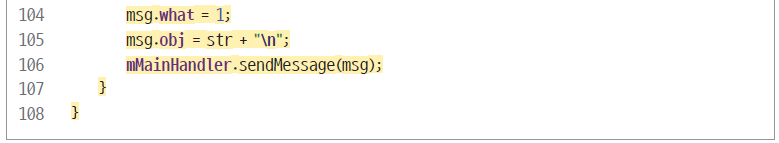 104 msg.what = 1;
105 msg.obj = str + "\n";
106 mMainHandler.sendMessage(msg);
107 }
108 }